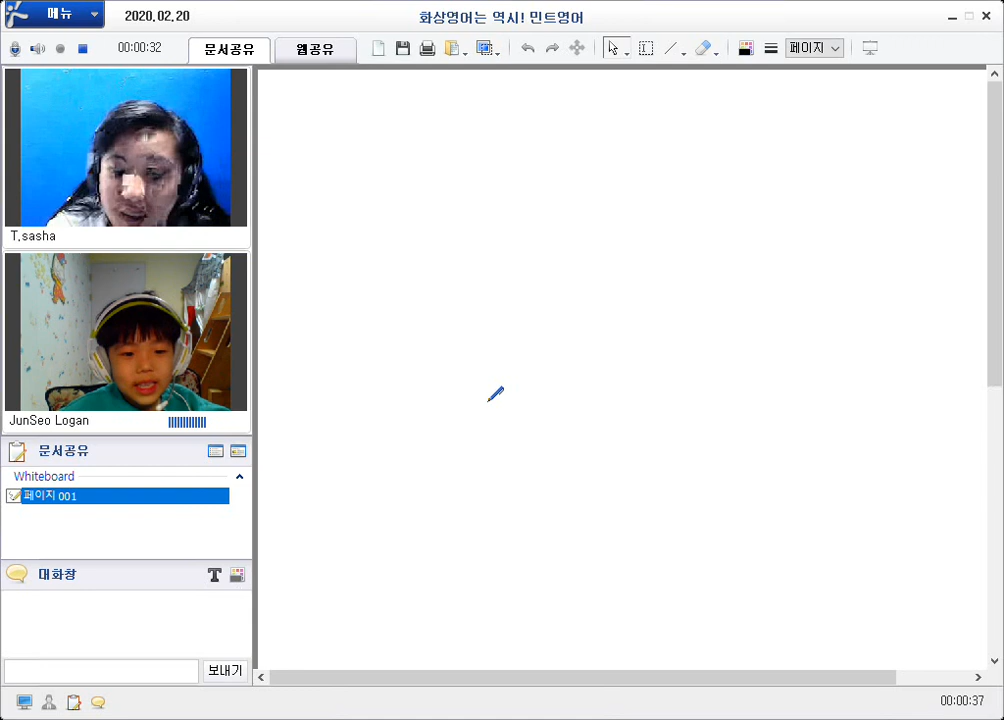 메뉴
2020.02.20
화상영어는 역시! 민트영어
00:00:32
문서공유
웹공유
페이지
T.sasha
JunSeo Logan
문서공유
Whiteboard
페이지 001
대화창
T
보내기
00:00:37